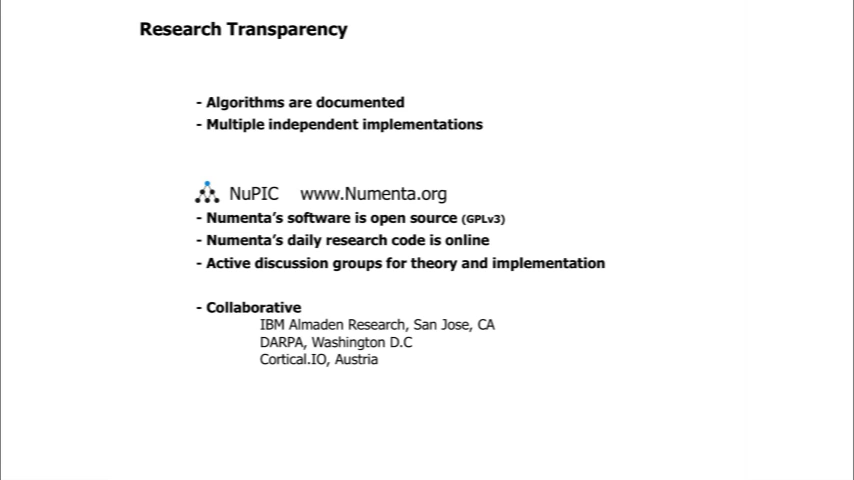 Research Transparency
- Algorithms are documented
- Multiple independent implementations
NuPIC www.Numenta.org
- Numenta’s software is open source (GPLv3)
- Numenta’s daily research code is online
- Active discussion groups for theory and implementation
- Collaborative
IBM Almaden Research, San Jose, CA
DARPA, Washington D.C
Cortical.IO, Austria